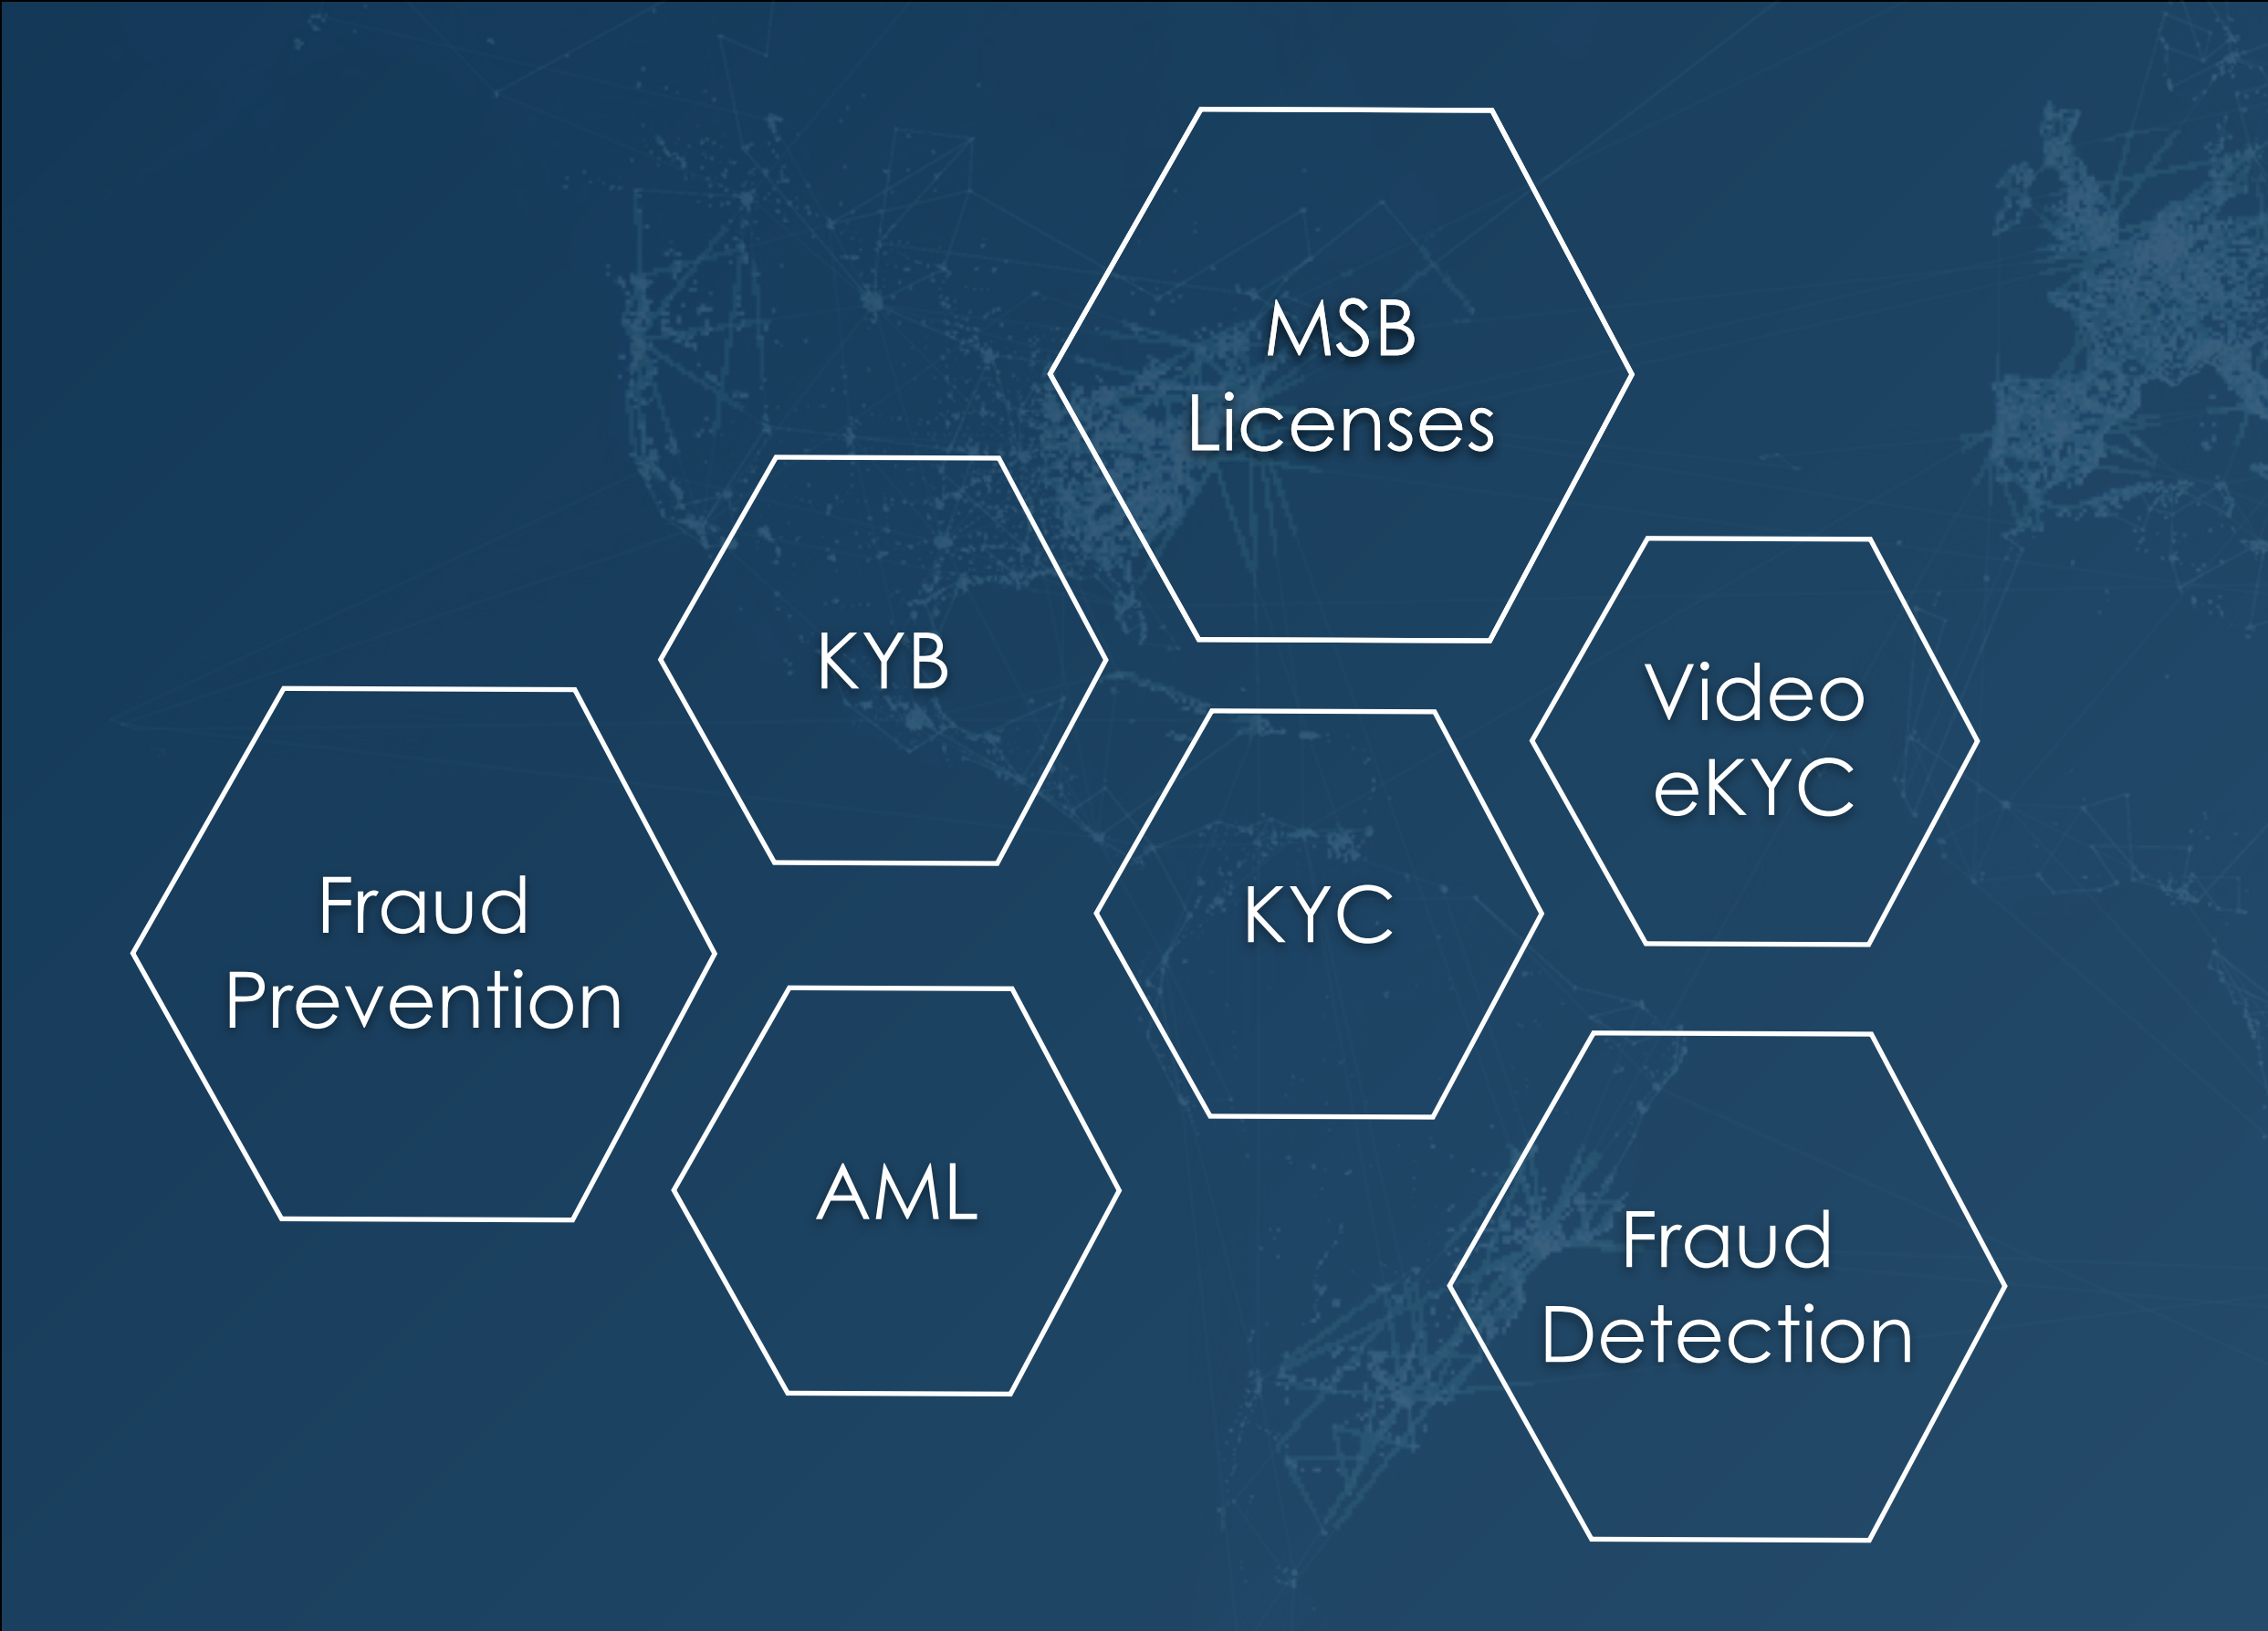 MSB
Licenses
KYB
Video
eKYC
Fraud
Prevention
KYC
AML
Fraud
Detection